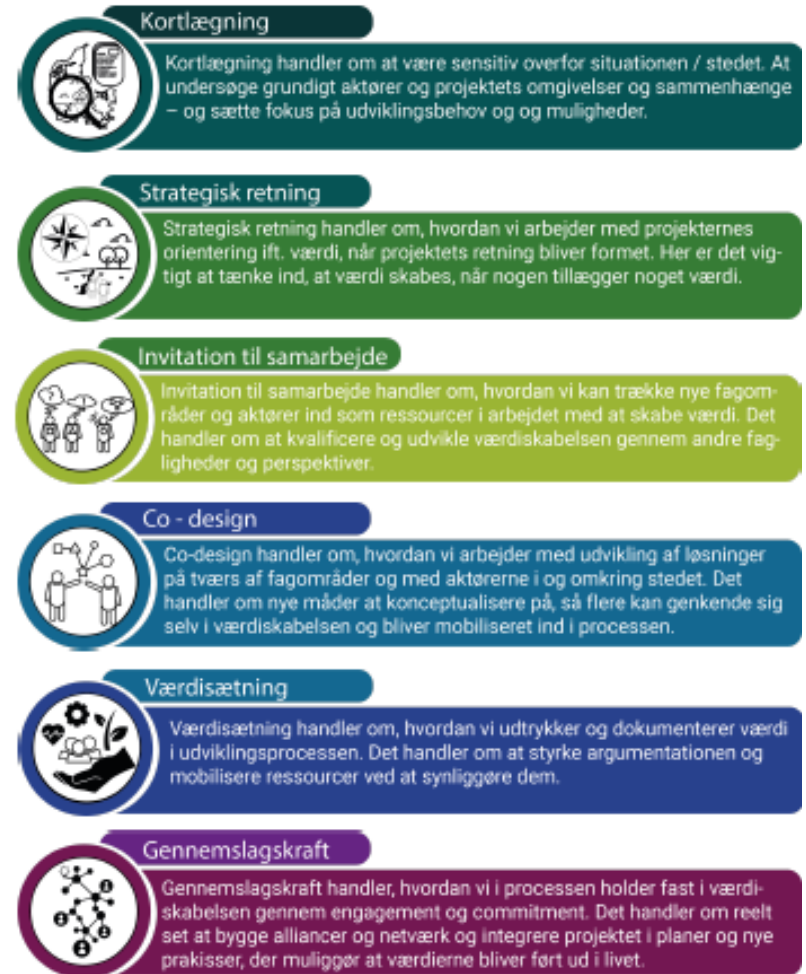 Kortlægning
Kortlægning handler om at være sensitiv overfor situationen / stedet. At
undersøge grundigt aktører og projektets omgivelser og sammenhænge
– og sætte fokus på udviklingsbehov og og muligheder.
Strategisk retning
Strategisk retning handler om, hvordan vi arbejder med projekternes
orientering ift. værdi, når projektets retning bliver formet. Her er det vig-
tigt at tænke ind, at værdi skabes, når nogen tillægger noget værdi.
Invitation til samarbejde
Invitation til samarbejde handler om, hvordan vi kan trække nye fagom-
råder og aktører ind som ressourcer i arbejdet med at skabe værdi. Det
handler om at kvalificere og udvikle værdiskabelsen gennem andre fag-
ligheder og perspektiver.
Co - design
Co-design handler om, hvordan vi arbejder med udvikling af løsninger
på tværs af fagområder og med aktørerne i og omkring stedet. Det
handler om nye måder at konceptualisere på, så flere kan genkende sig
selv i værdiskabelsen og bliver mobiliseret ind i processen.
Værdisætning
Værdisætning handler om, hvordan vi udtrykker og dokumenterer værdi
i udviklingsprocessen. Det handler om at styrke argumentationen og
mobilisere ressourcer ved at synliggøre dem.
Gennemslagskraft
Gennemslagskraft handler, hvordan vi i processen holder fast i værdi-
skabelsen gennem engagement og commitment. Det handler om reelt
set at bygge alliancer og netværk og integrere projektet i planer og nye
prakisser, der muliggør at værdierne bliver ført ud i livet.